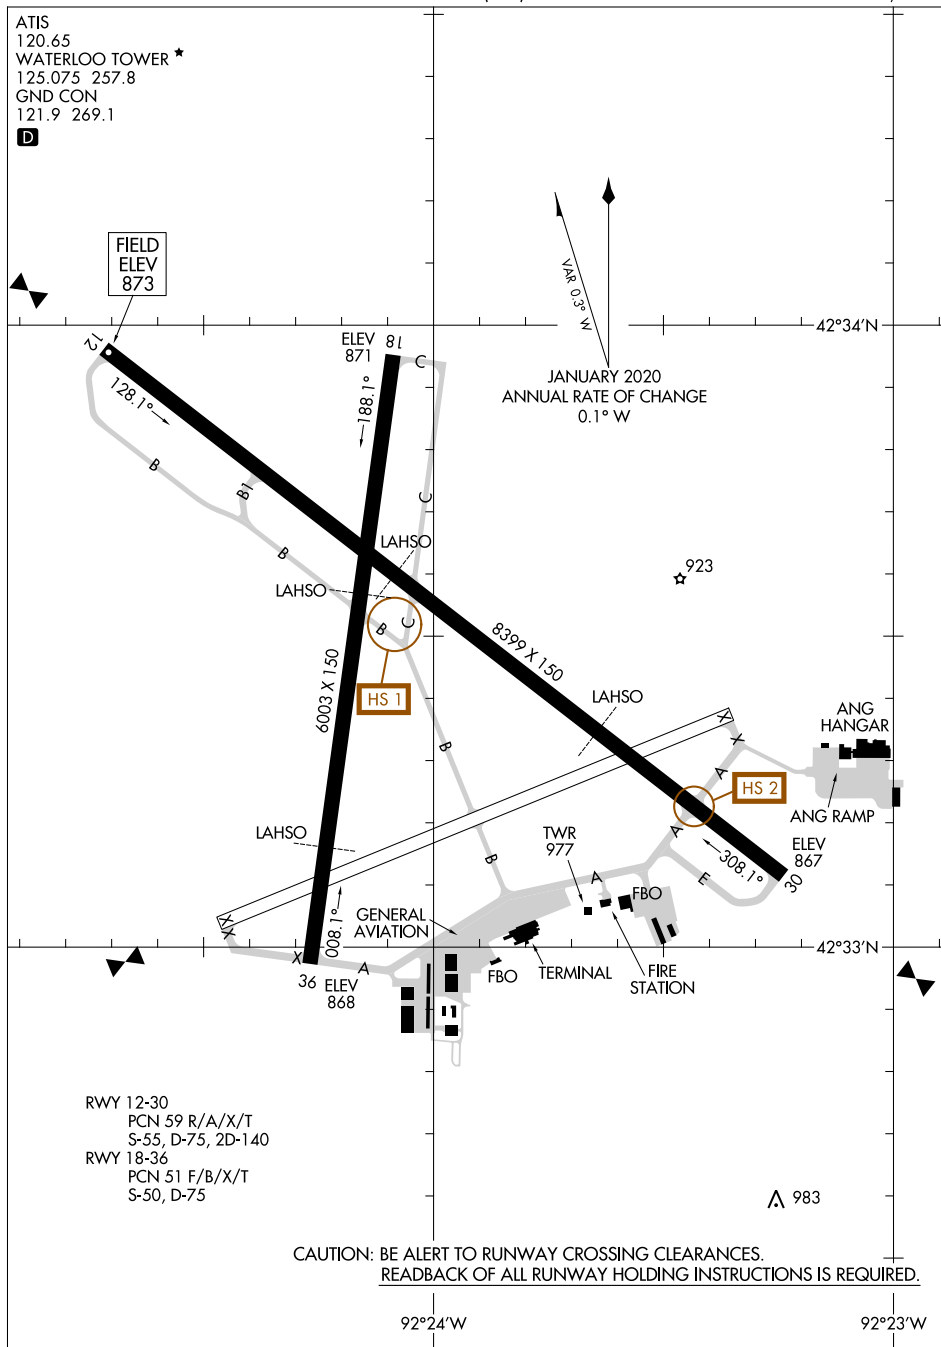 ATIS
120.65
WATERLOO TOWER ★
125.075 257.8
GND CON
121.9 269.1
D
FIELD
ELEV
873
VAR 0.3° W
42°34'N
JANUARY 2020
ANNUAL RATE OF CHANGE
0.1° W
12
128.1°
ELEV
871
18
188.1°
C
C
C
B
B1
B
B
LAHSO
LAHSO
HS 1
923
8399 X 150
6003 X 150
LAHSO
X
X
ANG
HANGAR
A
HS 2
ANG RAMP
A
B
B
LAHSO
TWR
977
308.1°
ELEV
867
30
E
A
FBO
X
X
008.1°
GENERAL
AVIATION
X
A
36
ELEV
868
FBO
TERMINAL
FIRE
STATION
42°33'N
RWY 12-30
PCN 59 R/A/X/T
S-55, D-75, 2D-140
RWY 18-36
PCN 51 F/B/X/T
S-50, D-75
983
CAUTION: BE ALERT TO RUNWAY CROSSING CLEARANCES.
READBACK OF ALL RUNWAY HOLDING INSTRUCTIONS IS REQUIRED.
92°24'W
92°23'W